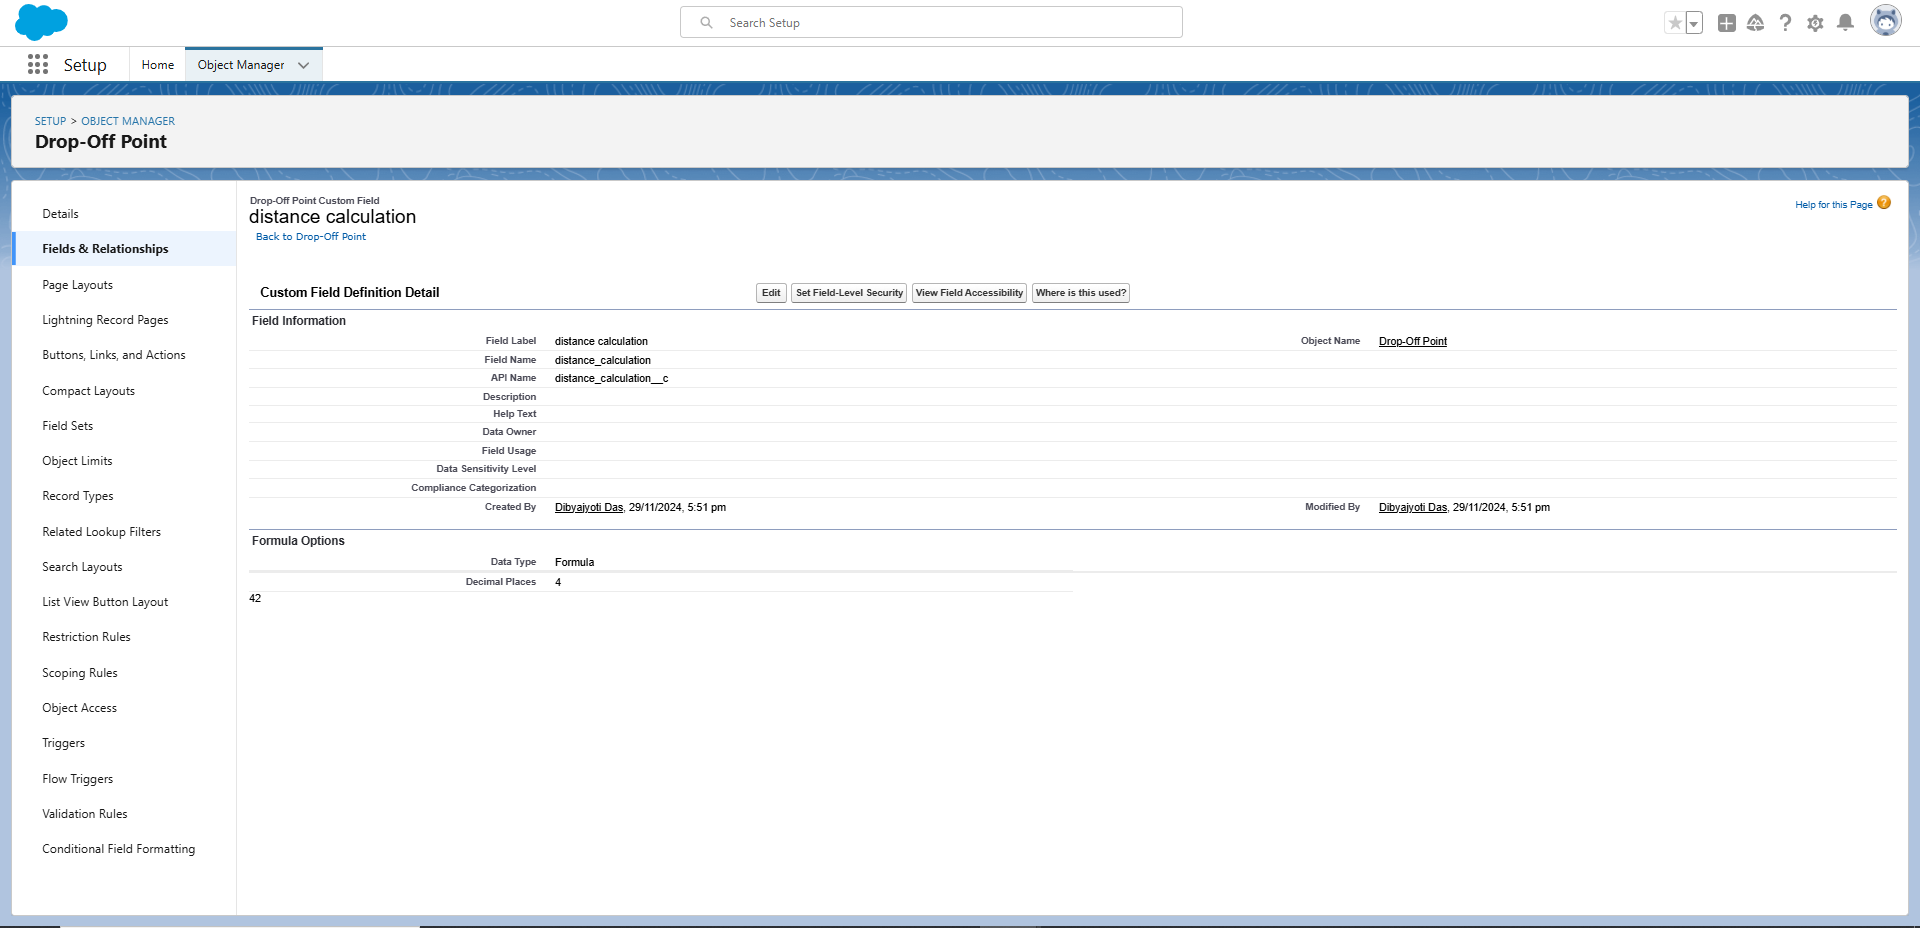 Search Setup
Setup
Home
Object Manager
SETUP > OBJECT MANAGER
Drop-Off Point
Details
Fields & Relationships
Page Layouts
Lightning Record Pages
Buttons, Links, and Actions
Compact Layouts
Field Sets
Object Limits
Record Types
Related Lookup Filters
Search Layouts
List View Button Layout
Restriction Rules
Scoping Rules
Object Access
Triggers
Flow Triggers
Validation Rules
Conditional Field Formatting
Drop-Off Point Custom Field
distance calculation
Back to Drop-Off Point
Help for this Page ?
Custom Field Definition Detail
Edit
Set Field-Level Security
View Field Accessibility
Where is this used?
Field Information
Field Label distance calculation
Object Name Drop-Off Point
Field Name distance_calculation
API Name distance_calculation__c
Description
Help Text
Data Owner
Field Usage
Data Sensitivity Level
Compliance Categorization
Created By Dibyajyoti Das, 29/11/2024, 5:51 pm
Modified By Dibyajyoti Das, 29/11/2024, 5:51 pm
Formula Options
Data Type Formula
Decimal Places 4
42